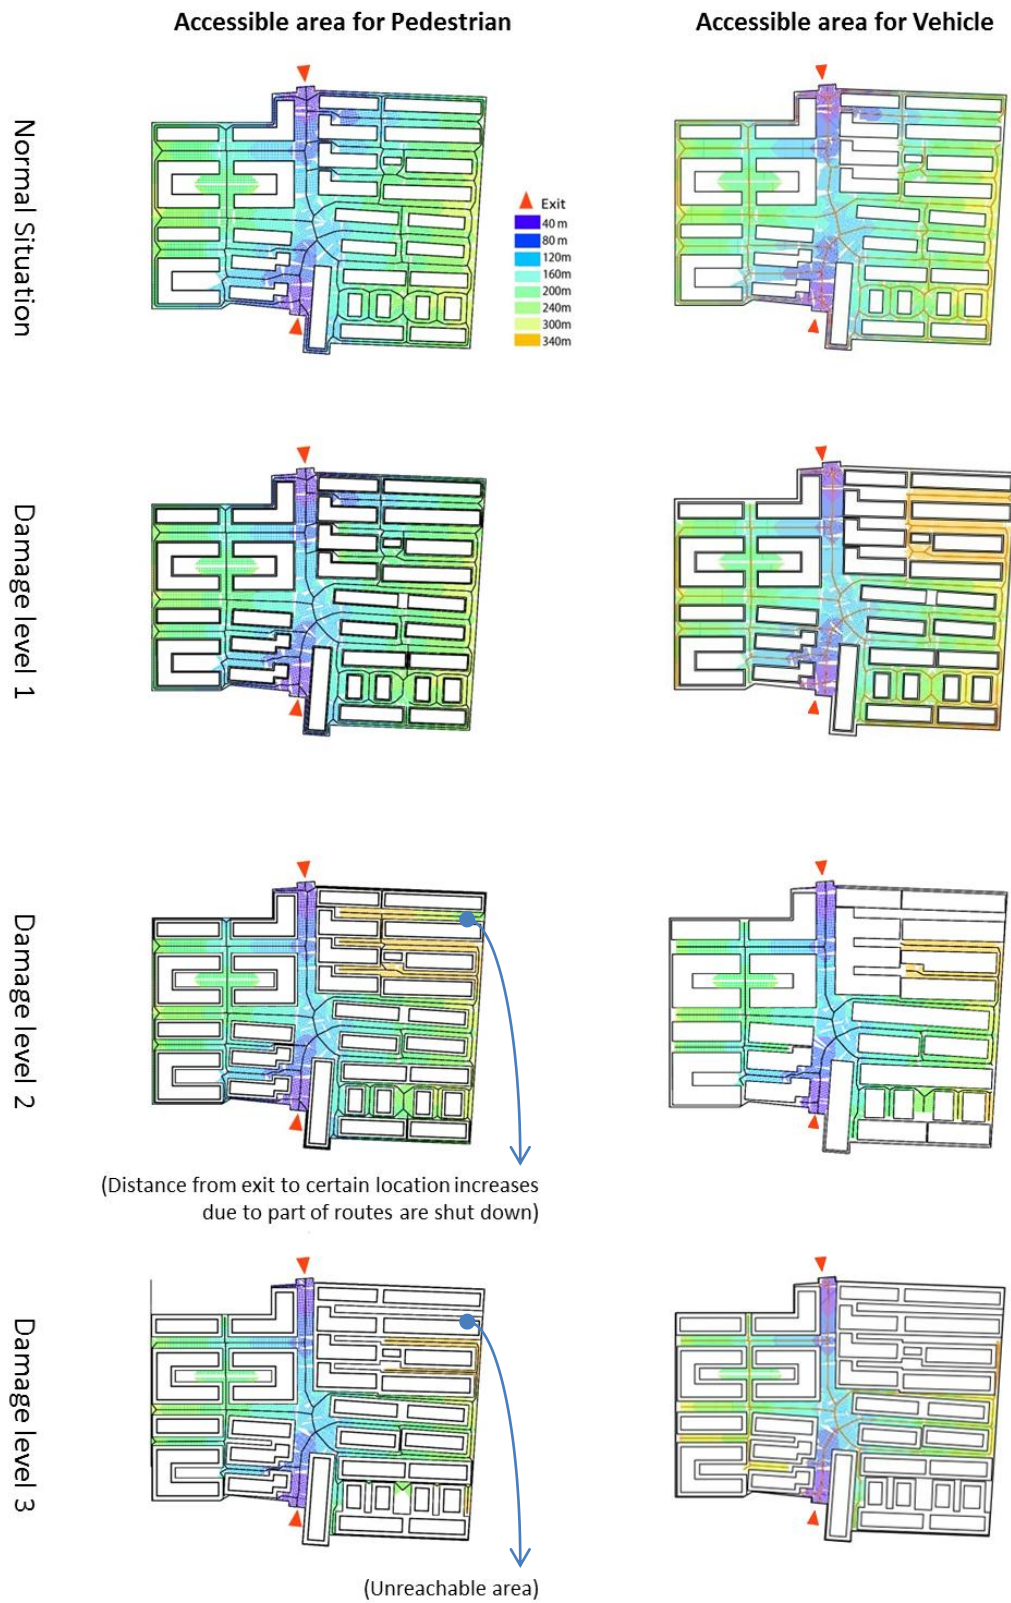 Accessible area for Pedestrian
Accessible area for Vehicle
Normal Situation
Exit
40 m
80 m
120m
160m
200m
240m
300m
340m
Damage level 1
Damage level 2
(Distance from exit to certain location increases
due to part of routes are shut down)
Damage level 3
(Unreachable area)